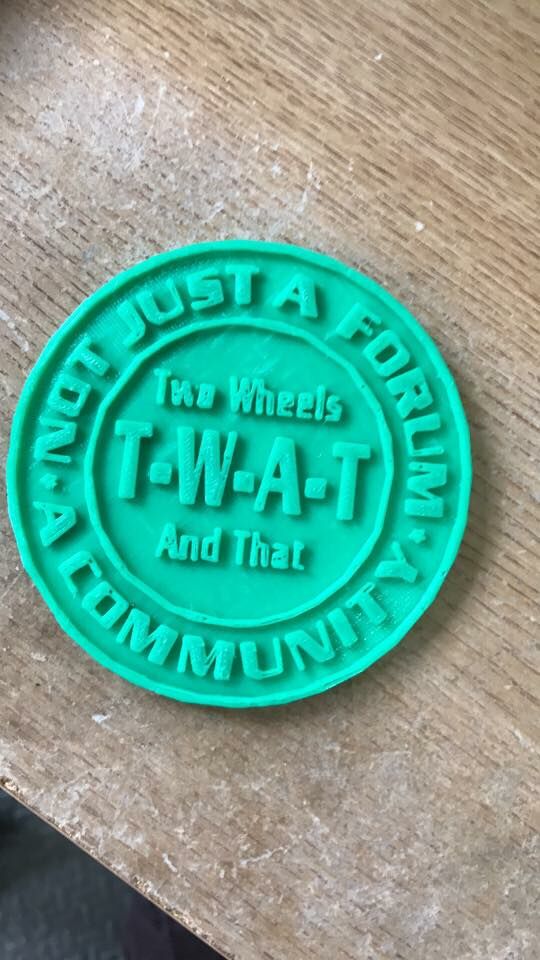 NOT JUST A FORUM
Two Wheels
T-W-A-T
And That
A COMMUNITY